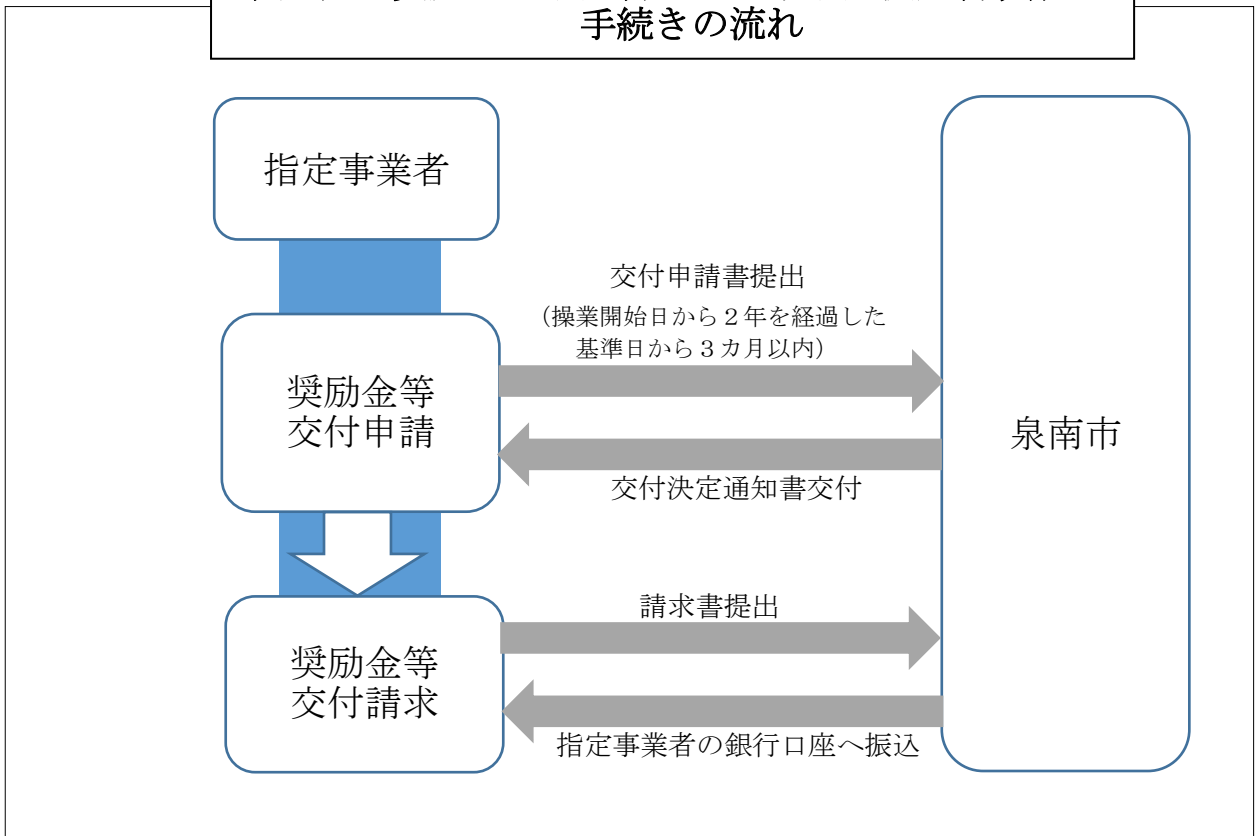 手続きの流れ
指定事業者
交付申請書提出
（操業開始日から２年を経過した
基準日から３カ月以内）
奨励金等
交付申請
泉南市
交付決定通知書交付
請求書提出
奨励金等
交付請求
指定事業者の銀行口座へ振込